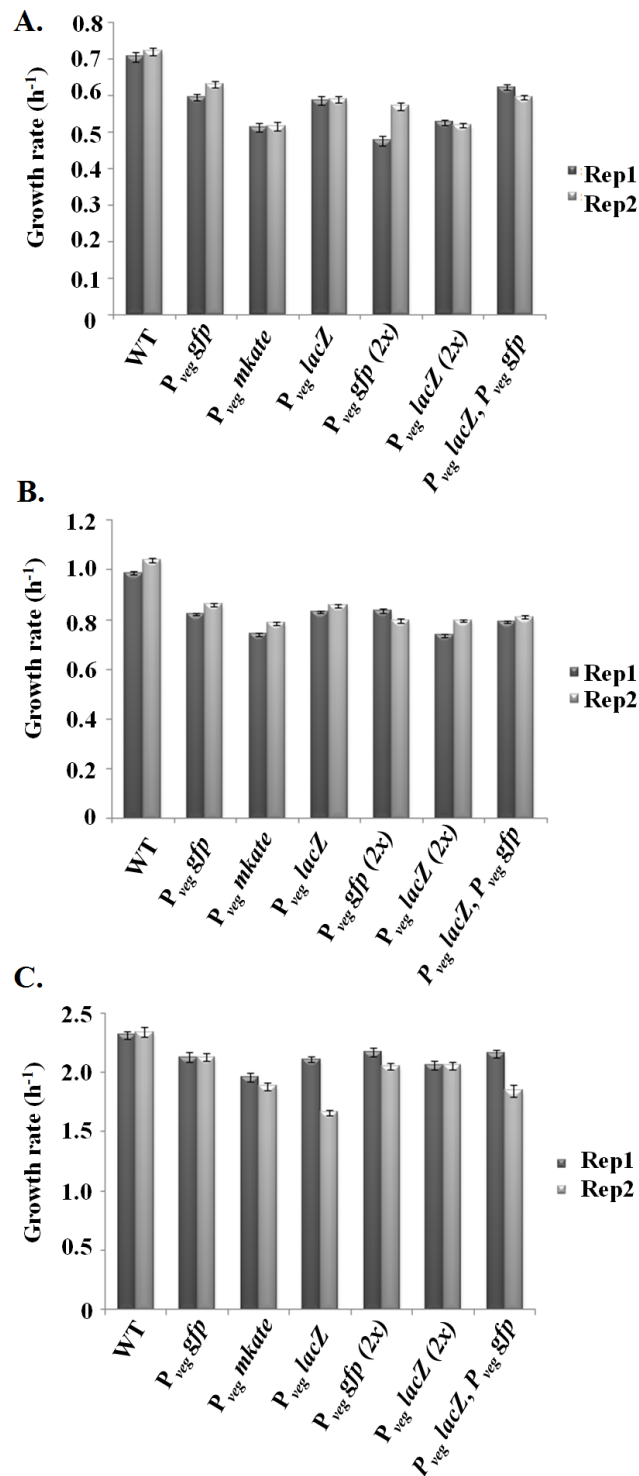 A.
Growth rate (h-1)
0.8
0.7
0.6
0.5
0.4
0.3
0.2
0.1
0
WT
Pveg gfp
Pveg mkate
Pveg lacZ
Pveg gfp (2x)
Pveg lacZ (2x)
Pveg lacZ, Pveg gfp
Rep1
Rep2
B.
Growth rate (h-1)
1.2
1.0
0.8
0.6
0.4
0.2
0
WT
Pveg gfp
Pveg mkate
Pveg lacZ
Pveg gfp (2x)
Pveg lacZ (2x)
Pveg lacZ, Pveg gfp
Rep1
Rep2
C.
Growth rate (h-1)
2.5
2.0
1.5
1.0
0.5
0
WT
Pveg gfp
Pveg mkate
Pveg lacZ
Pveg gfp (2x)
Pveg lacZ (2x)
Pveg lacZ, Pveg gfp
Rep1
Rep2